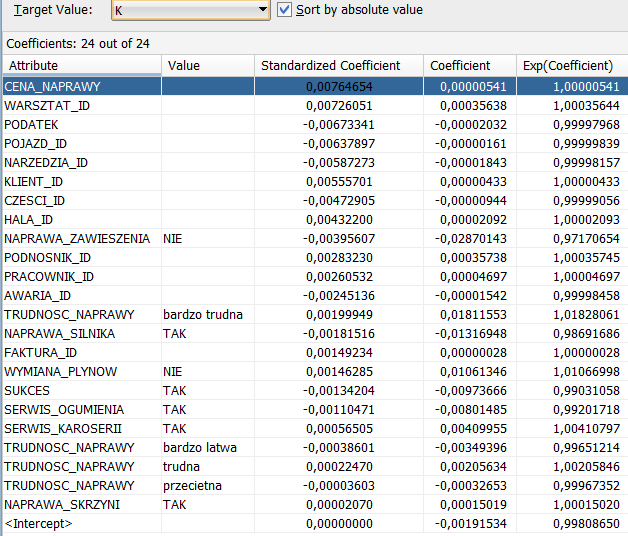 Target Value: K Sort by absolute value
Coefficients: 24 out of 24
Attribute Value Standardized Coefficient Coefficient Exp(Coefficient)
CENA_NAPRAWY 0,00764654 0,00000541 1,00000541
WARSZTAT_ID 0,00726051 0,00035638 1,00035644
PODATEK -0,00673341 -0,00002032 0,99997968
POJAZD_ID -0,00637897 -0,00000161 0,99999839
NARZEDZIA_ID -0,00587273 -0,00001843 0,99998157
KLIENT_ID 0,00555701 0,00000433 1,00000433
CZESCI_ID -0,00472905 -0,00000944 0,99999056
HALA_ID 0,00432200 0,00002092 1,00002093
NAPRAWA_ZAWIESZENIA NIE -0,00395607 -0,02870143 0,97170654
PODNOSNIK_ID 0,00283230 0,00035738 1,00035745
PRACOWNIK_ID 0,00260532 0,00004697 1,00004697
AWARIA_ID -0,00245136 -0,00001542 0,99998458
TRUDNOSC_NAPRAWY bardzo trudna 0,00199949 0,01811553 1,01828061
NAPRAWA_SILNIKA TAK -0,00181516 -0,01316948 0,98691686
FAKTURA_ID 0,00149234 0,00000028 1,00000028
WYMIANA_PLYNOW NIE 0,00146285 0,01061346 1,01066998
SUKCES TAK -0,00134204 -0,00973666 0,99031058
SERWIS_OGUMIENIA TAK -0,00110471 -0,00801485 0,99201718
SERWIS_KAROSERII TAK 0,00056505 0,00409955 1,00410797
TRUDNOSC_NAPRAWY bardzo latwa -0,00038601 -0,00349396 0,99651214
TRUDNOSC_NAPRAWY trudna 0,00022470 0,00205634 1,00205846
TRUDNOSC_NAPRAWY przecietna -0,00003603 -0,00032653 0,99967352
NAPRAWA_SKRZYNI TAK 0,00002070 0,00015019 1,00015020
<Intercept> 0,00000000 -0,00191534 0,99808650